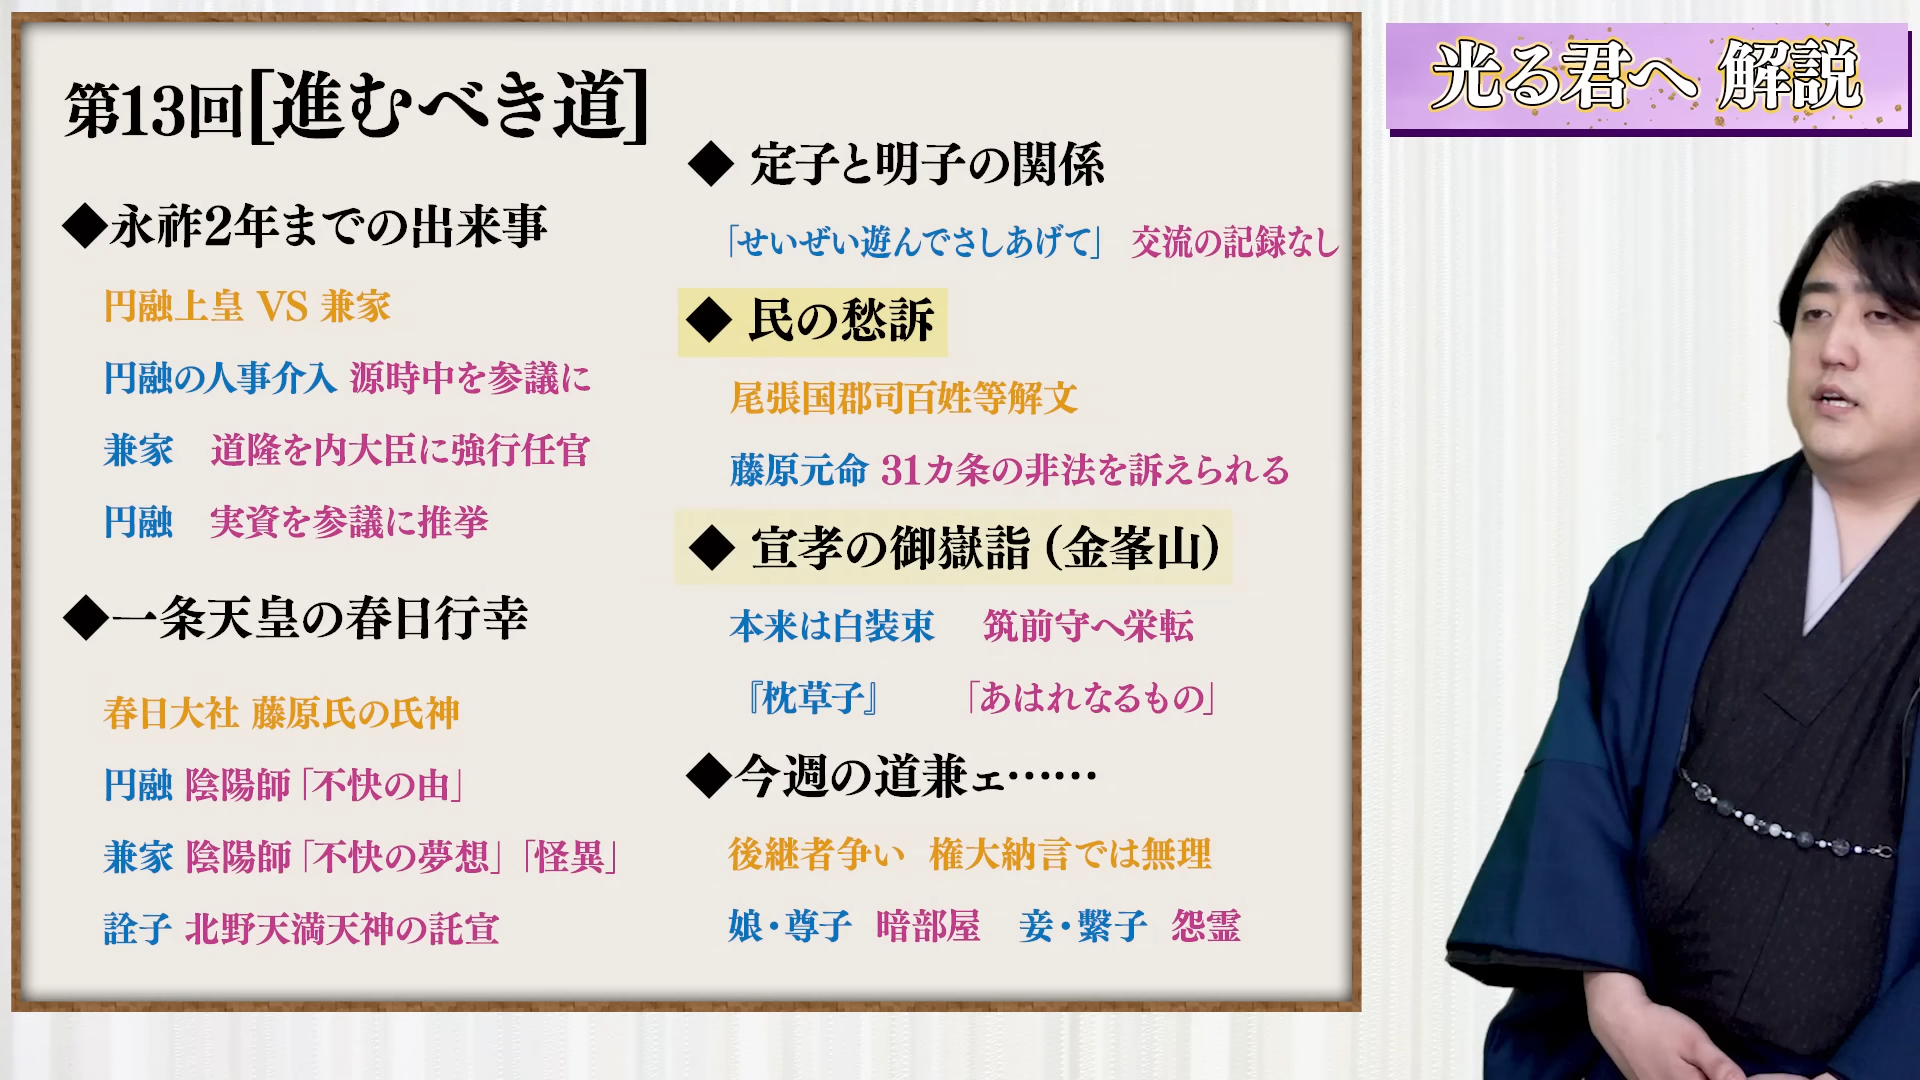 第13回[進むべき道]
◆永祚2年までの出来事
円融上皇 VS 兼家
円融の人事介入 源時中を参議に
兼家 道隆を内大臣に強行任官
円融 実資を参議に推挙
◆一条天皇の春日行幸
春日大社 藤原氏の氏神
円融 陰陽師「不快の由」
兼家 陰陽師「不快の夢想」「怪異」
詮子 北野天満天神の託宣
◆ 定子と明子の関係
「せいぜい遊んでさしあげて」 交流の記録なし
◆ 民の愁訴
尾張国郡司百姓等解文
藤原元命 31カ条の非法を訴えられる
◆ 宣孝の御嶽詣（金峯山）
本来は白装束 筑前守へ栄転
『枕草子』 「あはれなるもの」
◆今週の道兼ェ……
後継者争い 権大納言では無理
娘・尊子 暗部屋 妾・繫子 怨霊
光る君へ 解説